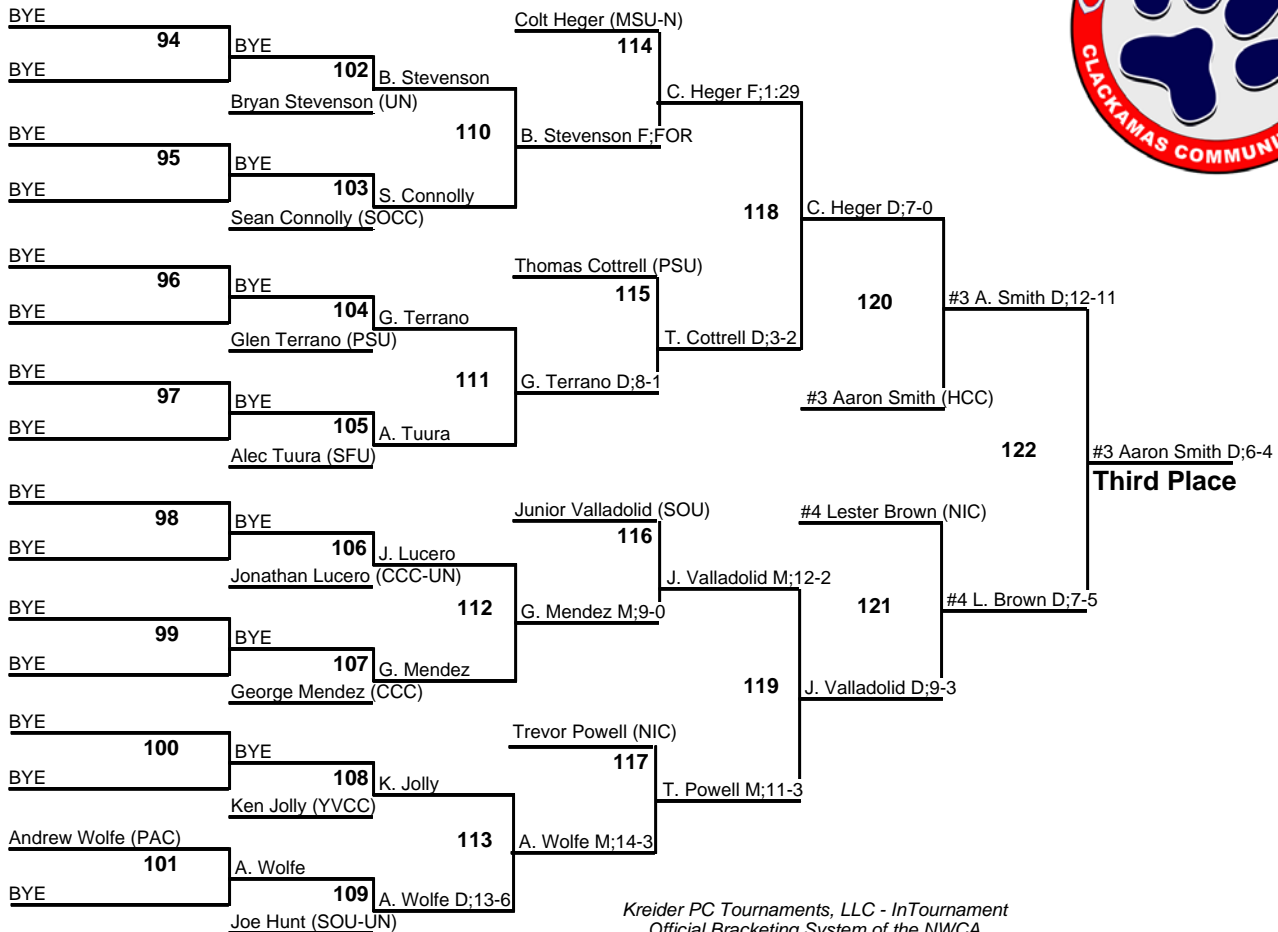 BYE
94
BYE
BYE
102
Bryan Stevenson (UN)
B. Stevenson
BYE
95
BYE
BYE
103
Sean Connolly (SOCC)
S. Connolly
110
B. Stevenson F;FOR
Colt Heger (MSU-N)
114
C. Heger F;1:29
BYE
96
BYE
BYE
104
Glen Terrano (PSU)
G. Terrano
BYE
97
BYE
BYE
105
Alec Tuura (SFU)
A. Tuura
111
G. Terrano D;8-1
Thomas Cottrell (PSU)
115
T. Cottrell D;3-2
118
C. Heger D;7-0
120
#3 Aaron Smith (HCC)
#3 A. Smith D;12-11
BYE
98
BYE
BYE
106
Jonathan Lucero (CCC-UN)
J. Lucero
BYE
99
BYE
BYE
107
George Mendez (CCC)
G. Mendez
112
G. Mendez M;9-0
Junior Valladolid (SOU)
116
J. Valladolid M;12-2
BYE
100
BYE
BYE
108
Ken Jolly (YVCC)
K. Jolly
Andrew Wolfe (PAC)
101
BYE
A. Wolfe
109
Joe Hunt (SOU-UN)
A. Wolfe D;13-6
113
A. Wolfe M;14-3
Trevor Powell (NIC)
117
T. Powell M;11-3
119
J. Valladolid D;9-3
#4 Lester Brown (NIC)
121
#4 L. Brown D;7-5
122
#3 Aaron Smith D;6-4
Third Place
CLACKAMAS COMMUNI
Kreider PC Tournaments, LLC - InTournament
Official Bracketing System of the NWCA